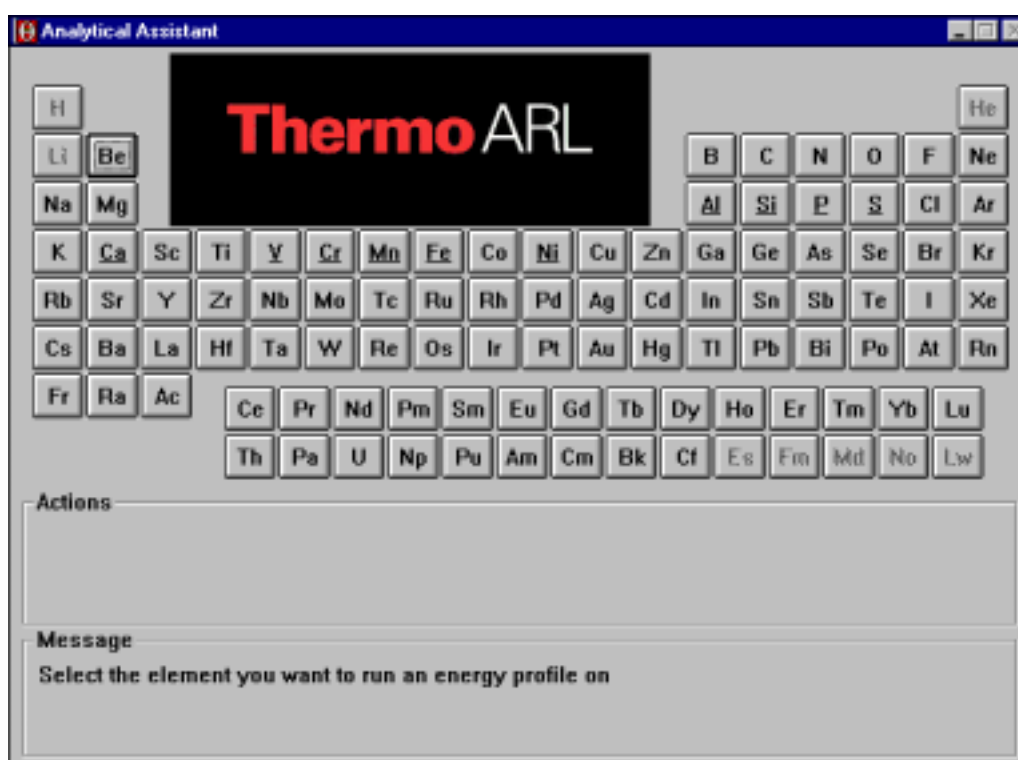 Analytical Assistant
Thermo ARL
H He
Li Be B C N O F Ne
Na Mg Al Si P S Cl Ar
K Ca Sc Ti V Cr Mn Fe Co Ni Cu Zn Ga Ge As Se Br Kr
Rb Sr Y Zr Nb Mo Tc Ru Rh Pd Ag Cd In Sn Sb Te I Xe
Cs Ba La Hf Ta W Re Os Ir Pt Au Hg Tl Pb Bi Po At Rn
Fr Ra Ac
Ce Pr Nd Pm Sm Eu Gd Tb Dy Ho Er Tm Yb Lu
Th Pa U Np Pu Am Cm Bk Cf Es Fm Md No Lw
Actions
Message
Select the element you want to run an energy profile on